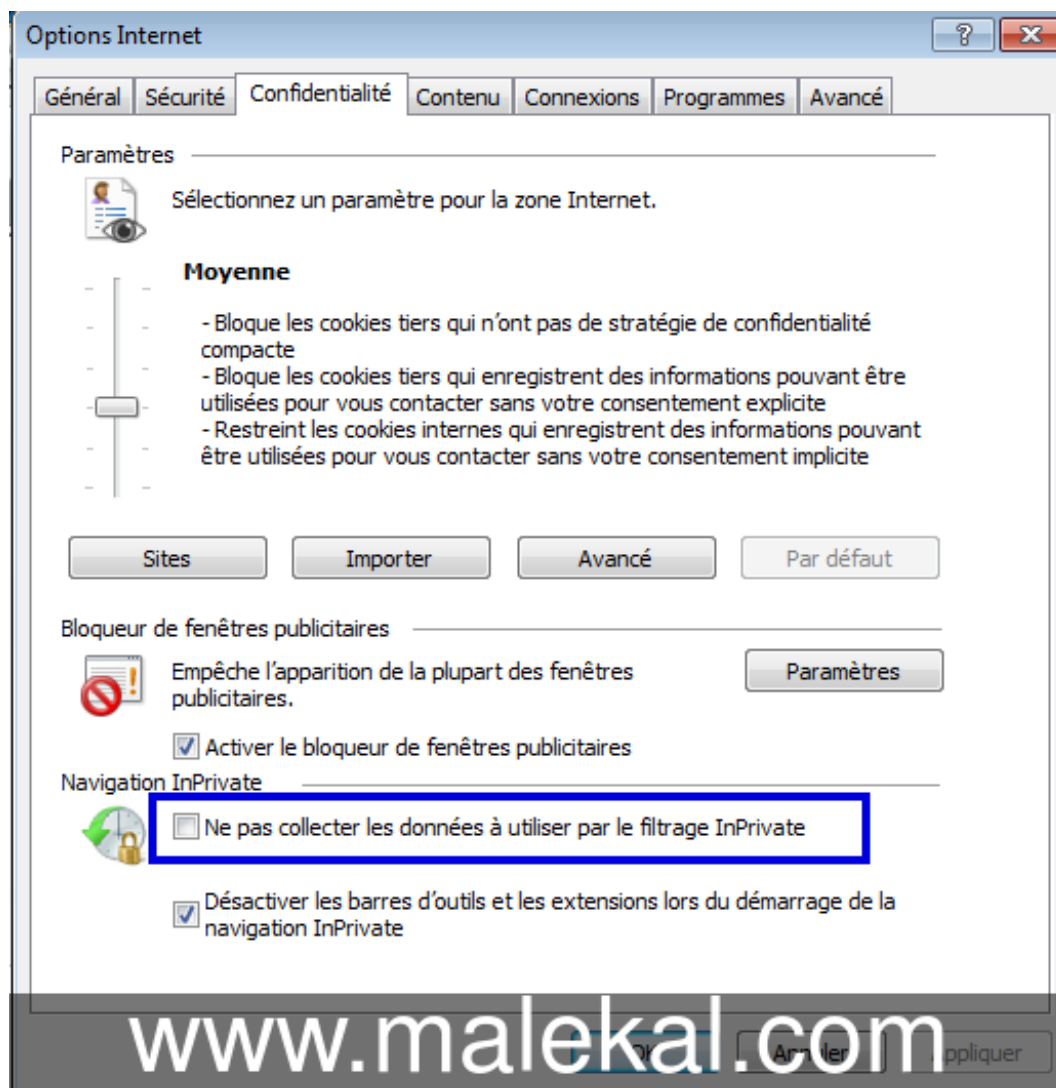 Options Internet
Général Sécurité Confidentialité Contenu Connexions Programmes Avancé
Paramètres
Sélectionnez un paramètre pour la zone Internet.
Moyenne
- Bloque les cookies tiers qui n'ont pas de stratégie de confidentialité
compacte
- Bloque les cookies tiers qui enregistrent des informations pouvant être
utilisées pour vous contacter sans votre consentement explicite
- Restreint les cookies internes qui enregistrent des informations pouvant
être utilisées pour vous contacter sans votre consentement implicite
Sites Importer Avancé Par défaut
Bloqueur de fenêtres publicitaires
Empêche l'apparition de la plupart des fenêtres
publicitaires.
Paramètres
Activer le bloqueur de fenêtres publicitaires
Navigation InPrivate
Ne pas collecter les données à utiliser par le filtrage InPrivate
Désactiver les barres d'outils et les extensions lors du démarrage de la
navigation InPrivate
www.malekal.com
OK Annuler Appliquer